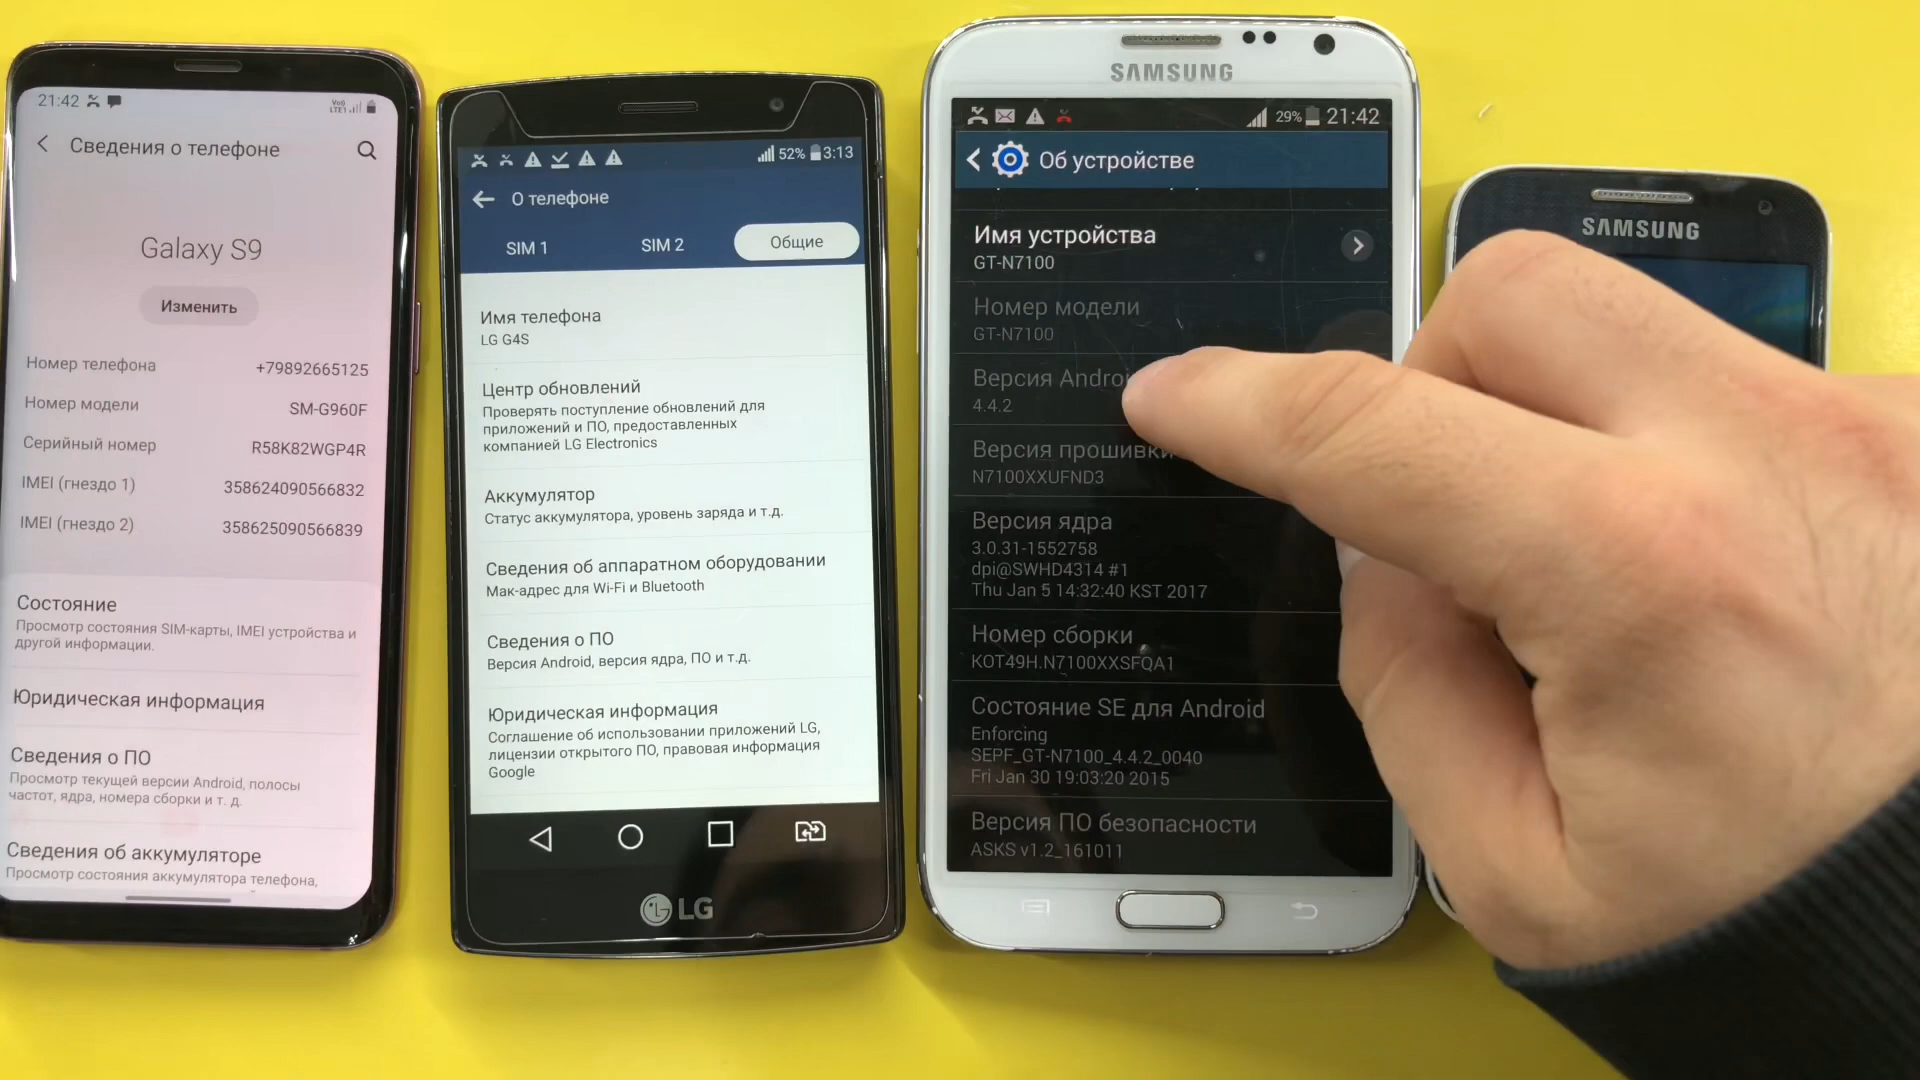 21:42
VoI)
LTE1
Сведения о телефоне
Galaxy S9
Изменить
Номер телефона
+79892665125
Номер модели
SM-G960F
Серийный номер
R58K82WGP4R
IMEI (гнездо 1)
358624090566832
IMEI (гнездо 2)
358625090566839
Состояние
Просмотр состояния SIM-карты, IMEI устройства и
другой информации.
Юридическая информация
Сведения о ПО
Просмотр текущей версии Android, полосы
частот, ядра, номера сборки и т. д.
Сведения об аккумуляторе
Просмотр состояния аккумулятора телефона,
52% 3:13
О телефоне
SIM 1
SIM 2
Общие
Имя телефона
LG G4S
Центр обновлений
Проверять поступление обновлений для
приложений и ПО, предоставленных
компанией LG Electronics
Аккумулятор
Статус аккумулятора, уровень заряда и т.д.
Сведения об аппаратном оборудовании
Мак-адрес для Wi-Fi и Bluetooth
Сведения о ПО
Версия Android, версия ядра, ПО и т.д.
Юридическая информация
Соглашение об использовании приложений LG,
лицензии открытого ПО, правовая информация
Google
LG
SAMSUNG
29% 21:42
Об устройстве
Имя устройства
GT-N7100
Номер модели
GT-N7100
Версия Andro
4.4.2
Версия прошивки
N7100XXUFND3
Версия ядра
3.0.31-1552758
dpi@SWHD4314 #1
Thu Jan 5 14:32:40 KST 2017
Номер сборки
KOT49H.N7100XXSFQA1
Состояние SE для Android
Enforcing
SEPF_GT-N7100_4.4.2_0040
Fri Jan 30 19:03:20 2015
Версия ПО безопасности
ASKS v1.2_161011
SAMSUNG